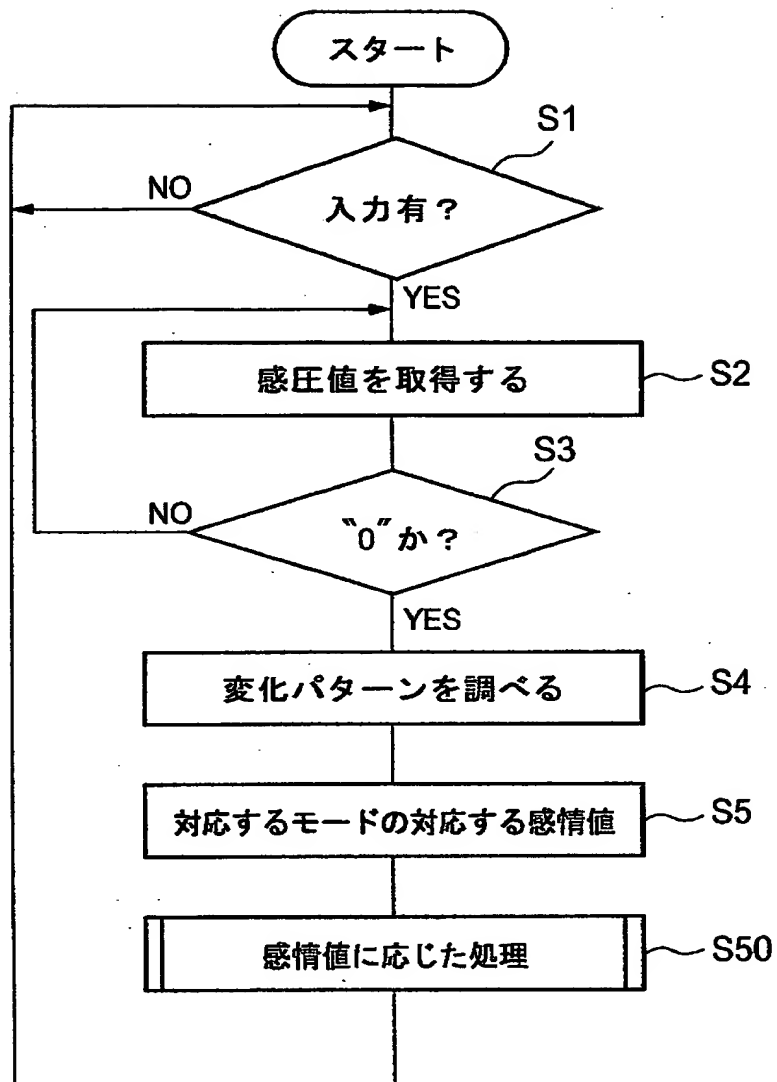 スタート
S1
NO
入力有？
YES
感圧値を取得する
S2
S3
NO
"0"か？
YES
変化パターンを調べる
S4
対応するモードの対応する感情値
S5
感情値に応じた処理
S50